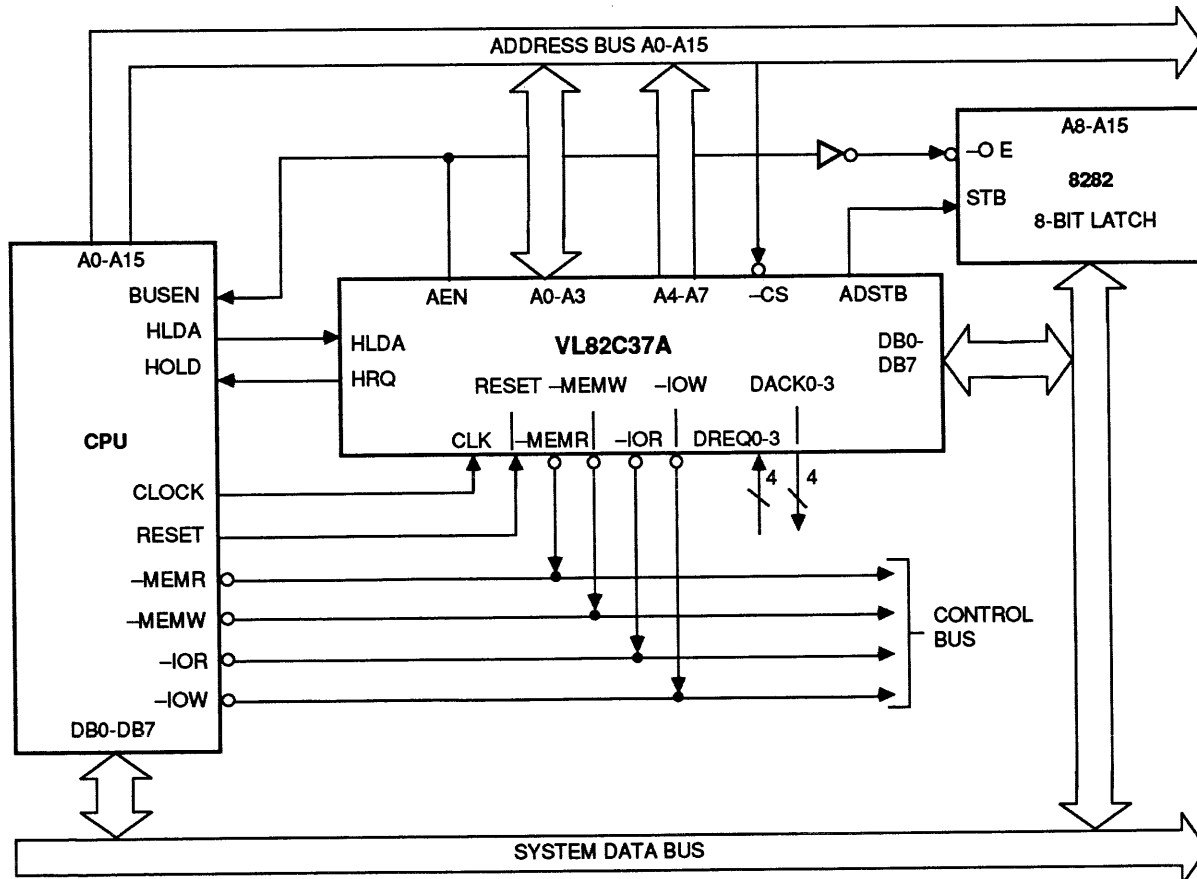 ADDRESS BUS A0-A15
A8-A15
–O E
8282
STB
8-BIT LATCH
A0-A15
BUSEN
HLDA
HOLD
CPU
CLOCK
RESET
–MEMR
–MEMW
–IOR
–IOW
DB0-DB7
AEN
A0-A3
A4-A7
–CS
ADSTB
HLDA
VL82C37A
DB0-
DB7
HRQ
RESET
–MEMW
–IOW
DACK0-3
CLK
–MEMR
–IOR
DREQ0-3
4
4
CONTROL
BUS
SYSTEM DATA BUS